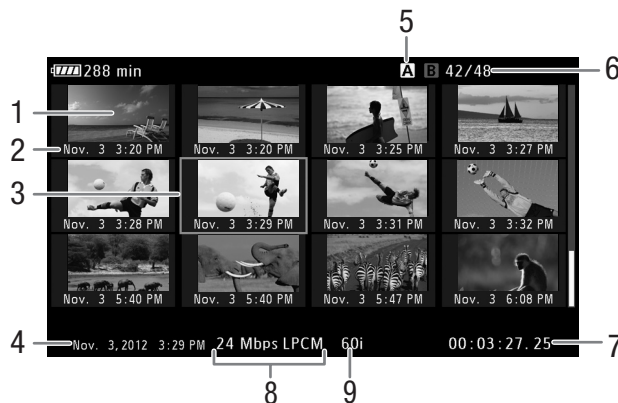 5
288 min A B 42/48 6
1
2 Nov. 3 3:20 PM Nov. 3 3:20 PM Nov. 3 3:25 PM Nov. 3 3:27 PM
3
Nov. 3 3:28 PM Nov. 3 3:29 PM Nov. 3 3:31 PM Nov. 3 3:32 PM
Nov. 3 5:40 PM Nov. 3 5:40 PM Nov. 3 5:47 PM Nov. 3 6:08 PM
4 Nov. 3,2012 3:29 PM 24 Mbps LPCM 60i 00:03:27.25 7
8 9